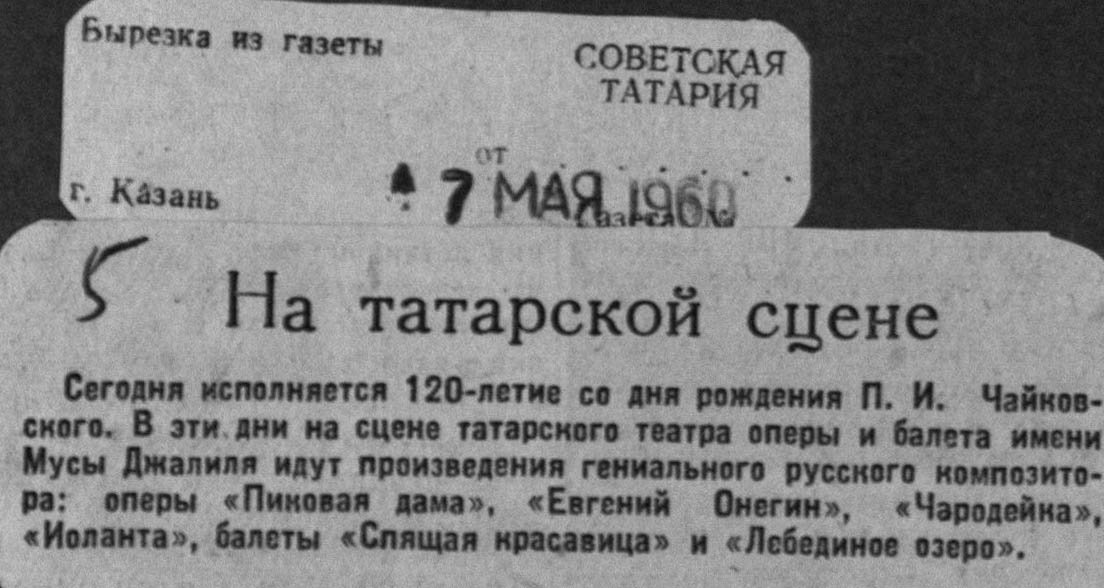 Вырезка из газеты
СОВЕТСКАЯ
ТАТАРИЯ
от
7 МАЯ 1960
г. Казань
Газета №
5
На татарской сцене
Сегодня исполняется 120-летие со дня рождения П. И. Чайков-
ского. В эти дни на сцене татарского театра оперы и балета имени
Мусы Джалиля идут произведения гениального русского композито-
ра: оперы «Пиковая дама», «Евгений Онегин», «Чародейка»,
«Иоланта», балеты «Спящая красавица» и «Лебединое озеро».